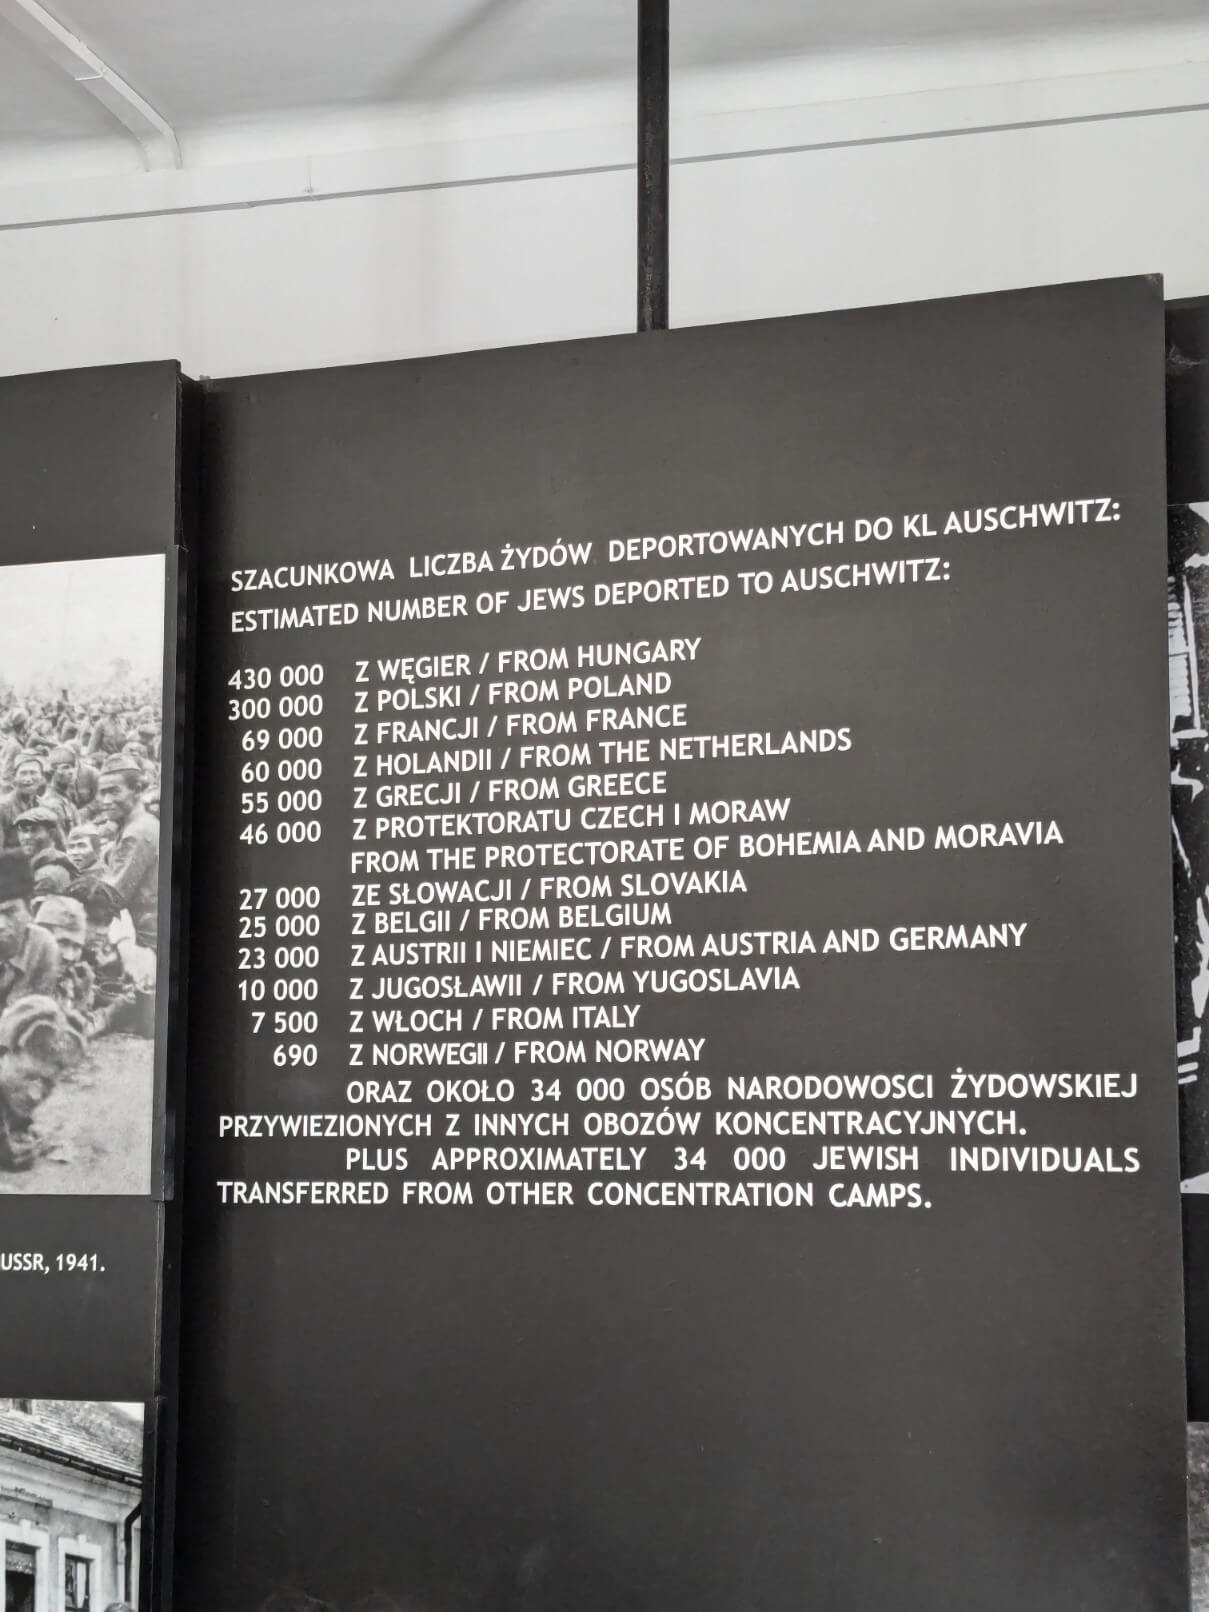 SZACUNKOWA LICZBA ŻYDÓW DEPORTOWANYCH DO KL AUSCHWITZ:
ESTIMATED NUMBER OF JEWS DEPORTED TO AUSCHWITZ:
430 000 Z WĘGIER / FROM HUNGARY
300 000 Z POLSKI / FROM POLAND
69 000 Z FRANCJI / FROM FRANCE
60 000 Z HOLANDII / FROM THE NETHERLANDS
55 000 Z GRECJI / FROM GREECE
46 000 Z PROTEKTORATU CZECH I MORAW
FROM THE PROTECTORATE OF BOHEMIA AND MORAVIA
27 000 ZE SŁOWACJI / FROM SLOVAKIA
25 000 Z BELGII / FROM BELGIUM
23 000 Z AUSTRII I NIEMIEC / FROM AUSTRIA AND GERMANY
10 000 Z JUGOSŁAWII / FROM YUGOSLAVIA
7 500 Z WŁOCH / FROM ITALY
690 Z NORWEGII / FROM NORWAY
ORAZ OKOŁO 34 000 OSÓB NARODOWOSCI ŻYDOWSKIEJ
PRZYWIEZIONYCH Z INNYCH OBOZÓW KONCENTRACYJNYCH.
PLUS APPROXIMATELY 34 000 JEWISH INDIVIDUALS
TRANSFERRED FROM OTHER CONCENTRATION CAMPS.
USSR, 1941.